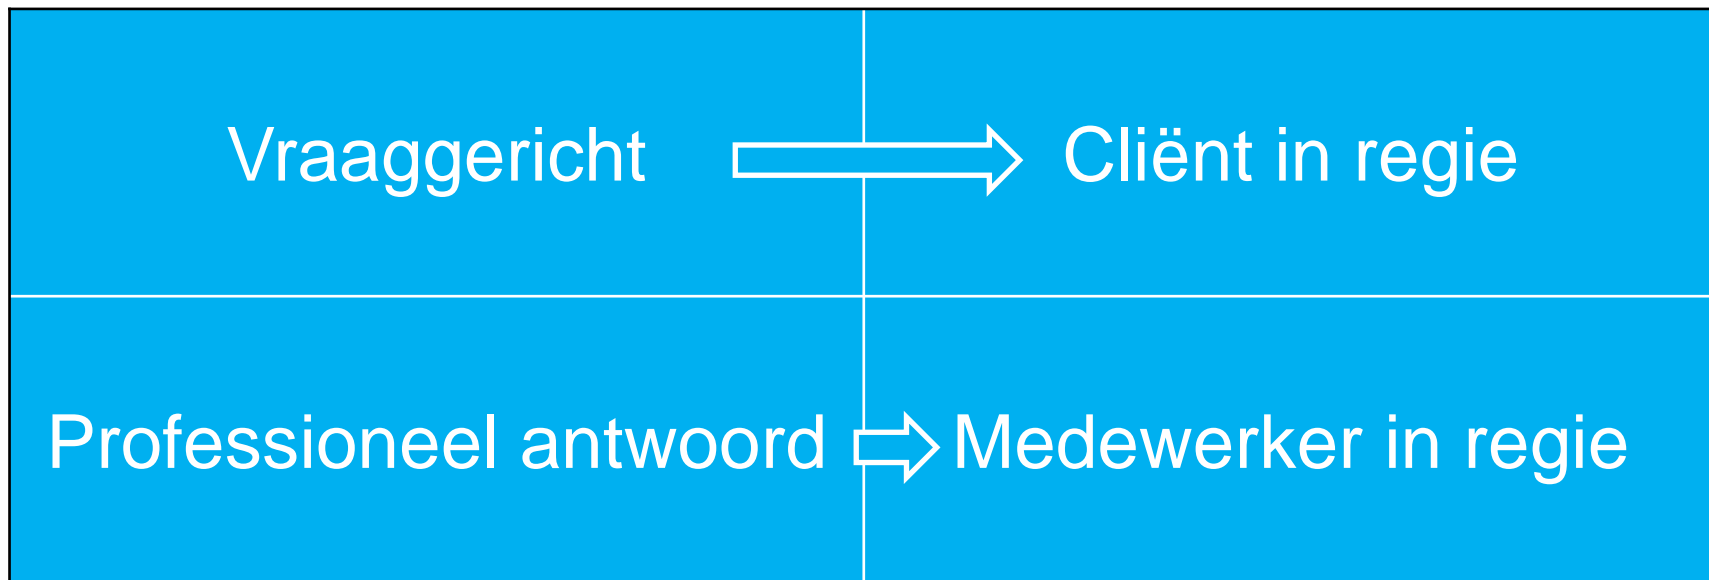 Vraaggericht
Cliënt in regie
Professioneel antwoord
Medewerker in regie